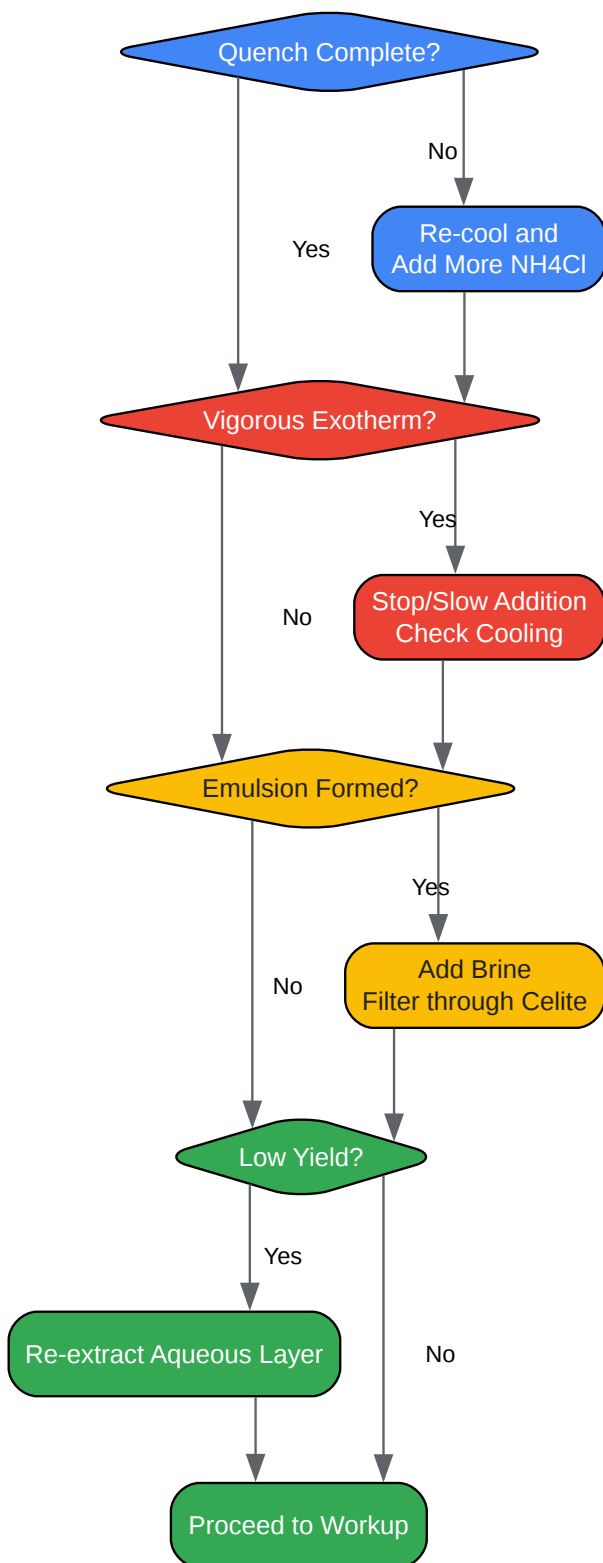 Quench Complete?
No
Yes
Re-cool and
Add More NH4Cl
Vigorous Exotherm?
Yes
No
Stop/Slow Addition
Check Cooling
Emulsion Formed?
Yes
No
Add Brine
Filter through Celite
Low Yield?
Yes
Re-extract Aqueous Layer
No
Proceed to Workup